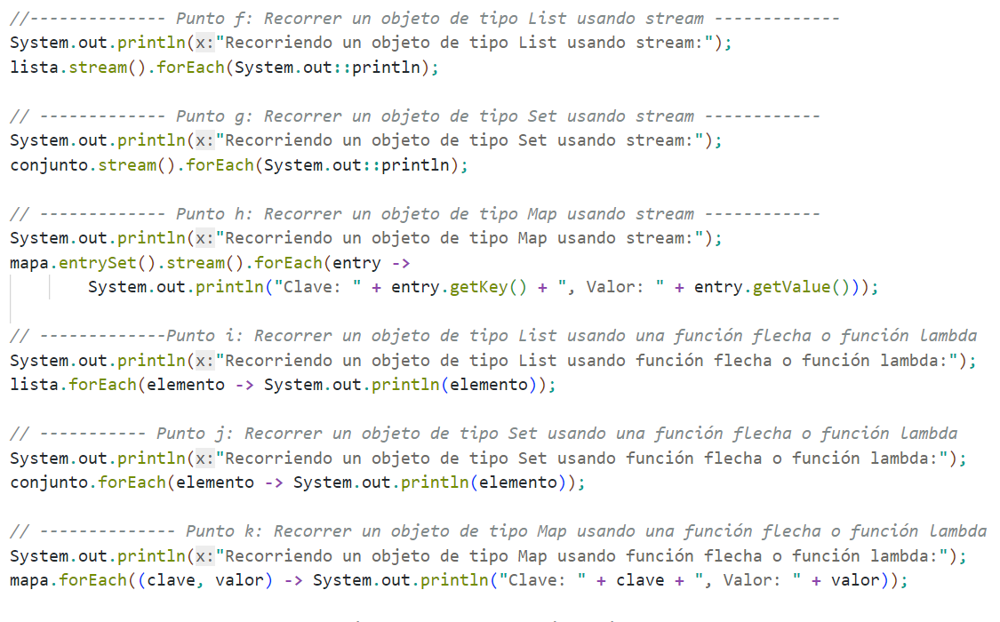 //-------------- Punto f: Recorrer un objeto de tipo List usando stream -------------
System.out.println(x:"Recorriendo un objeto de tipo List usando stream:");
lista.stream().forEach(System.out::println);
// ------------- Punto g: Recorrer un objeto de tipo Set usando stream ------------
System.out.println(x:"Recorriendo un objeto de tipo Set usando stream:");
conjunto.stream().forEach(System.out::println);
// ------------- Punto h: Recorrer un objeto de tipo Map usando stream ------------
System.out.println(x:"Recorriendo un objeto de tipo Map usando stream:");
mapa.entrySet().stream().forEach(entry ->
System.out.println("Clave: " + entry.getKey() + ", Valor: " + entry.getValue()));
// -------------Punto i: Recorrer un objeto de tipo List usando una función flecha o función lambda
System.out.println(x:"Recorriendo un objeto de tipo List usando función flecha o función lambda:");
lista.forEach(elemento -> System.out.println(elemento));
// ----------- Punto j: Recorrer un objeto de tipo Set usando una función flecha o función lambda
System.out.println(x:"Recorriendo un objeto de tipo Set usando función flecha o función lambda:");
conjunto.forEach(elemento -> System.out.println(elemento));
// -------------- Punto k: Recorrer un objeto de tipo Map usando una función flecha o función lambda
System.out.println(x:"Recorriendo un objeto de tipo Map usando función flecha o función lambda:");
mapa.forEach((clave, valor) -> System.out.println("Clave: " + clave + ", Valor: " + valor));